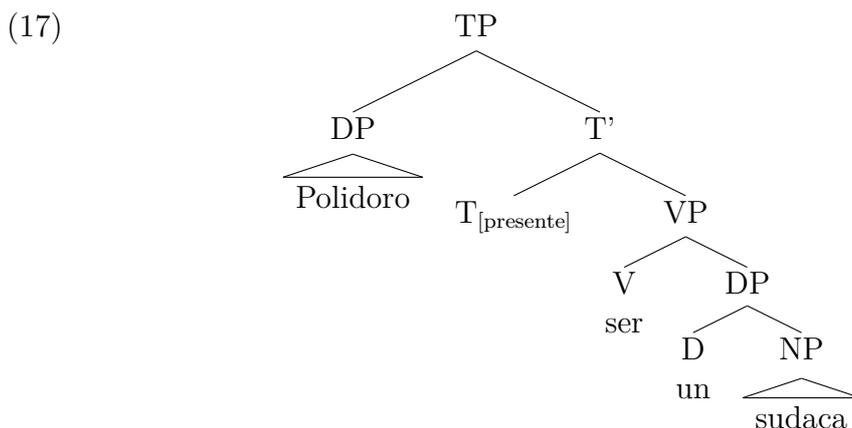 (17) TP
DP T’
Polidoro T[presente] VP
V DP
ser D NP
un sudaca